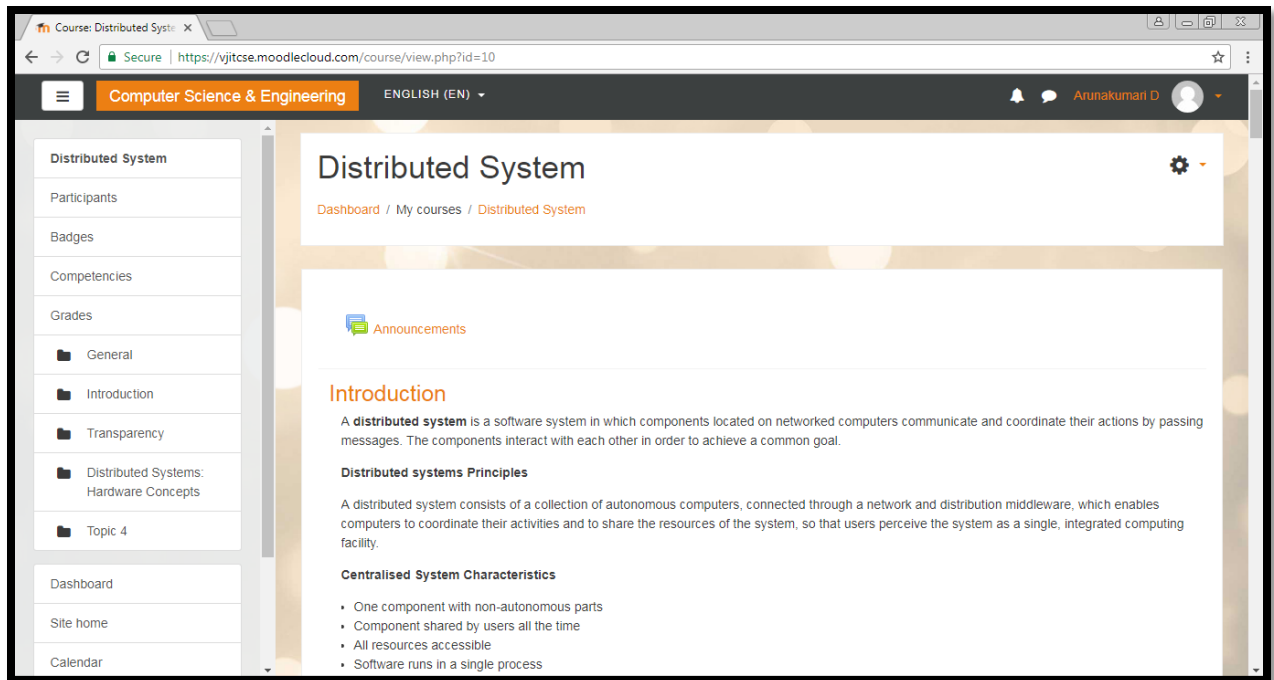 Course: Distributed Syste
Secure | https://vjitcse.moodlecloud.com/course/view.php?id=10
Computer Science & Engineering
ENGLISH (EN)
Arunakumari D
Distributed System
Participants
Badges
Competencies
Grades
General
Introduction
Transparency
Distributed Systems:
Hardware Concepts
Topic 4
Dashboard
Site home
Calendar
Distributed System
Dashboard / My courses / Distributed System
Announcements
Introduction
A distributed system is a software system in which components located on networked computers communicate and coordinate their actions by passing
messages. The components interact with each other in order to achieve a common goal.
Distributed systems Principles
A distributed system consists of a collection of autonomous computers, connected through a network and distribution middleware, which enables
computers to coordinate their activities and to share the resources of the system, so that users perceive the system as a single, integrated computing
facility.
Centralised System Characteristics
• One component with non-autonomous parts
• Component shared by users all the time
• All resources accessible
• Software runs in a single process